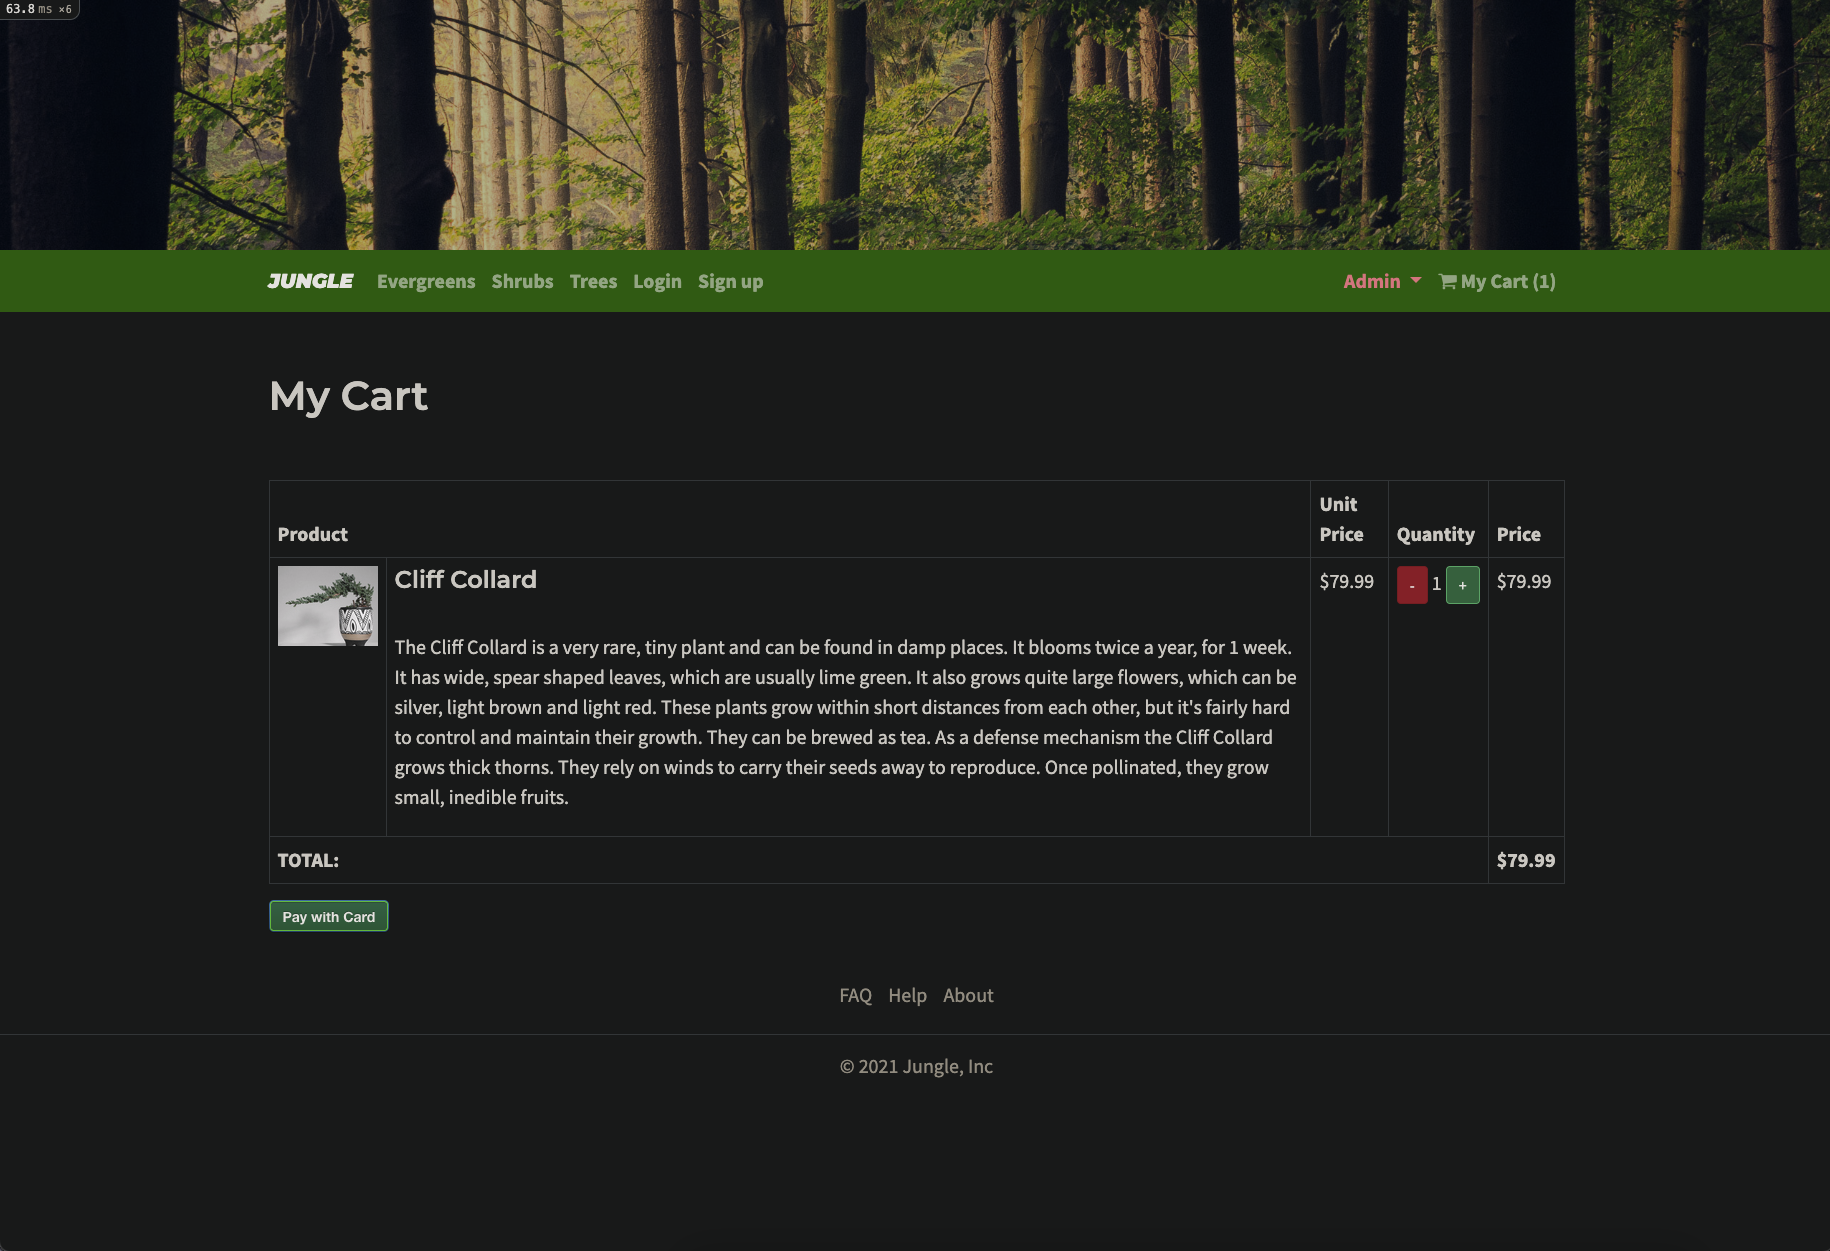 63.8 ms ×6
JUNGLE Evergreens Shrubs Trees Login Sign up Admin My Cart (1)
My Cart
Product Unit Price Quantity Price
Cliff Collard $79.99 - 1 + $79.99
The Cliff Collard is a very rare, tiny plant and can be found in damp places. It blooms twice a year, for 1 week.
It has wide, spear shaped leaves, which are usually lime green. It also grows quite large flowers, which can be
silver, light brown and light red. These plants grow within short distances from each other, but it's fairly hard
to control and maintain their growth. They can be brewed as tea. As a defense mechanism the Cliff Collard
grows thick thorns. They rely on winds to carry their seeds away to reproduce. Once pollinated, they grow
small, inedible fruits.
TOTAL: $79.99
Pay with Card
FAQ Help About
© 2021 Jungle, Inc